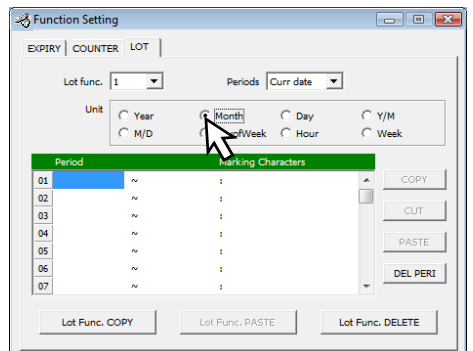 Function Setting
EXPIRY COUNTER LOT
Lot func. 1 Periods Curr date
Unit Year Month Day Y/M
M/D Hour Week
Period Marking Characters
01 ~ : COPY
02 ~ :
03 ~ : CUT
04 ~ :
05 ~ : PASTE
06 ~ : DEL PERI
07 ~ :
Lot Func. COPY Lot Func. PASTE Lot Func. DELETE